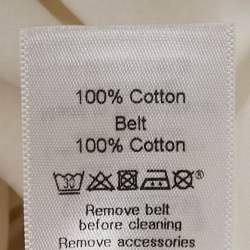 100% Cotton
Belt
100% Cotton
30 ®
Remove belt
before cleaning
Remove accessories